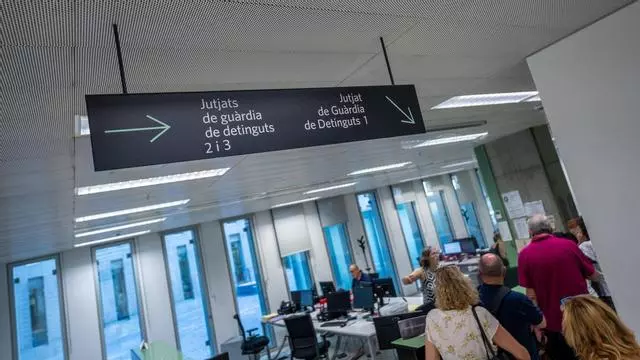 Jutjats
de guàrdia
de detinguts
2 i 3
Jutjat
de Guàrdia
de Detinguts 1